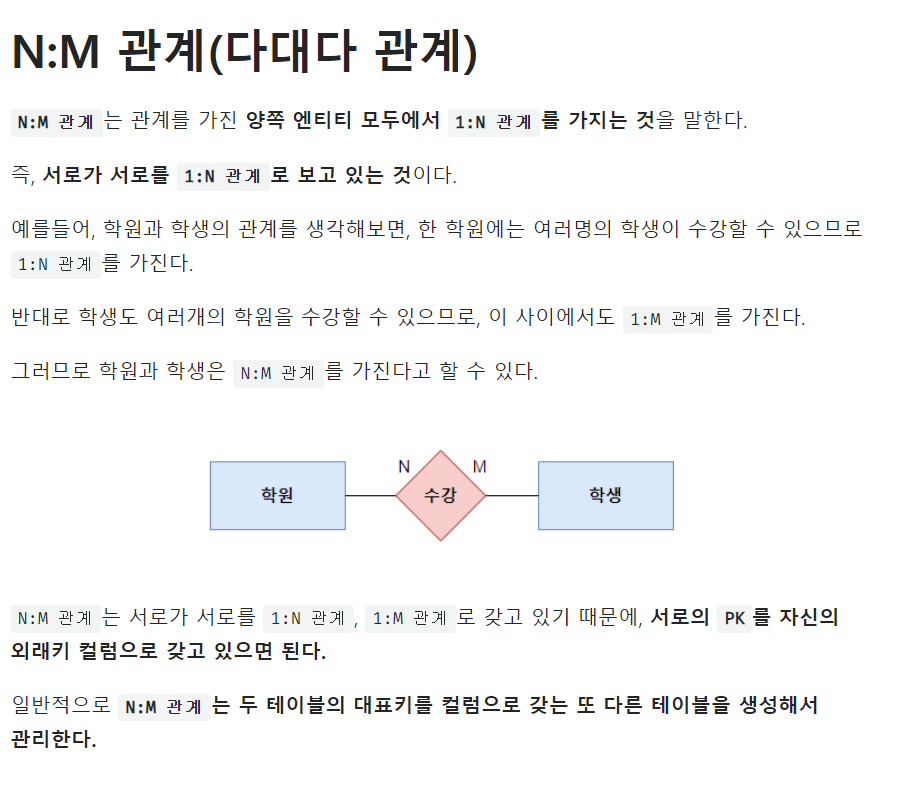 N:M 관계(다대다 관계)
N:M 관계는 관계를 가진 양쪽 엔티티 모두에서 1:N 관계를 가지는 것을 말한다.
즉, 서로가 서로를 1:N 관계로 보고 있는 것이다.
예를들어, 학원과 학생의 관계를 생각해보면, 한 학원에는 여러명의 학생이 수강할 수 있으므로
1:N 관계를 가진다.
반대로 학생도 여러개의 학원을 수강할 수 있으므로, 이 사이에서도 1:M 관계를 가진다.
그러므로 학원과 학생은 N:M 관계를 가진다고 할 수 있다.
N M
학원 수강 학생
N:M 관계는 서로가 서로를 1:N 관계, 1:M 관계로 갖고 있기 때문에, 서로의 PK를 자신의
외래키 컬럼으로 갖고 있으면 된다.
일반적으로 N:M 관계는 두 테이블의 대표키를 컬럼으로 갖는 또 다른 테이블을 생성해서
관리한다.